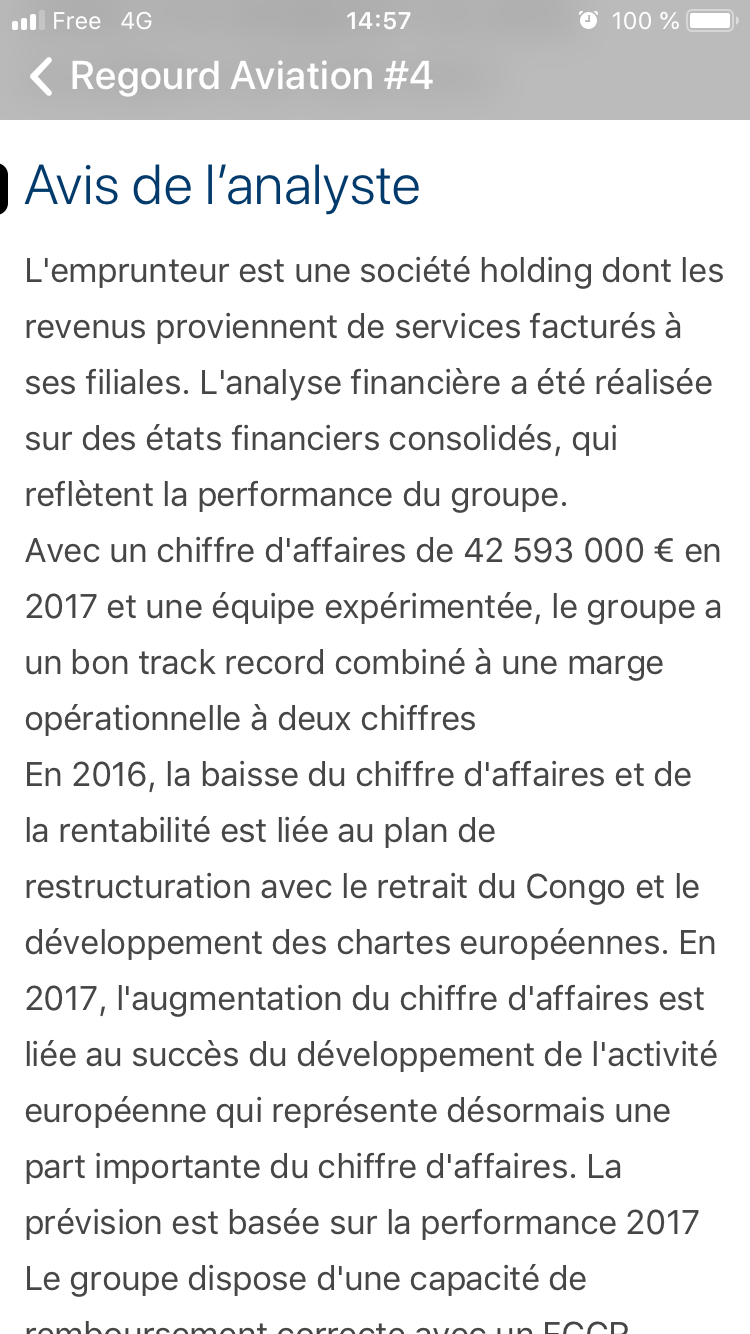 Free 4G 14:57 100 %
Regourd Aviation #4
Avis de l’analyste
L'emprunteur est une société holding dont les
revenus proviennent de services facturés à
ses filiales. L'analyse financière a été réalisée
sur des états financiers consolidés, qui
reflètent la performance du groupe.
Avec un chiffre d'affaires de 42 593 000 € en
2017 et une équipe expérimentée, le groupe a
un bon track record combiné à une marge
opérationnelle à deux chiffres
En 2016, la baisse du chiffre d'affaires et de
la rentabilité est liée au plan de
restructuration avec le retrait du Congo et le
développement des chartes européennes. En
2017, l'augmentation du chiffre d'affaires est
liée au succès du développement de l'activité
européenne qui représente désormais une
part importante du chiffre d'affaires. La
prévision est basée sur la performance 2017
Le groupe dispose d'une capacité de
remboursement correcte avec un